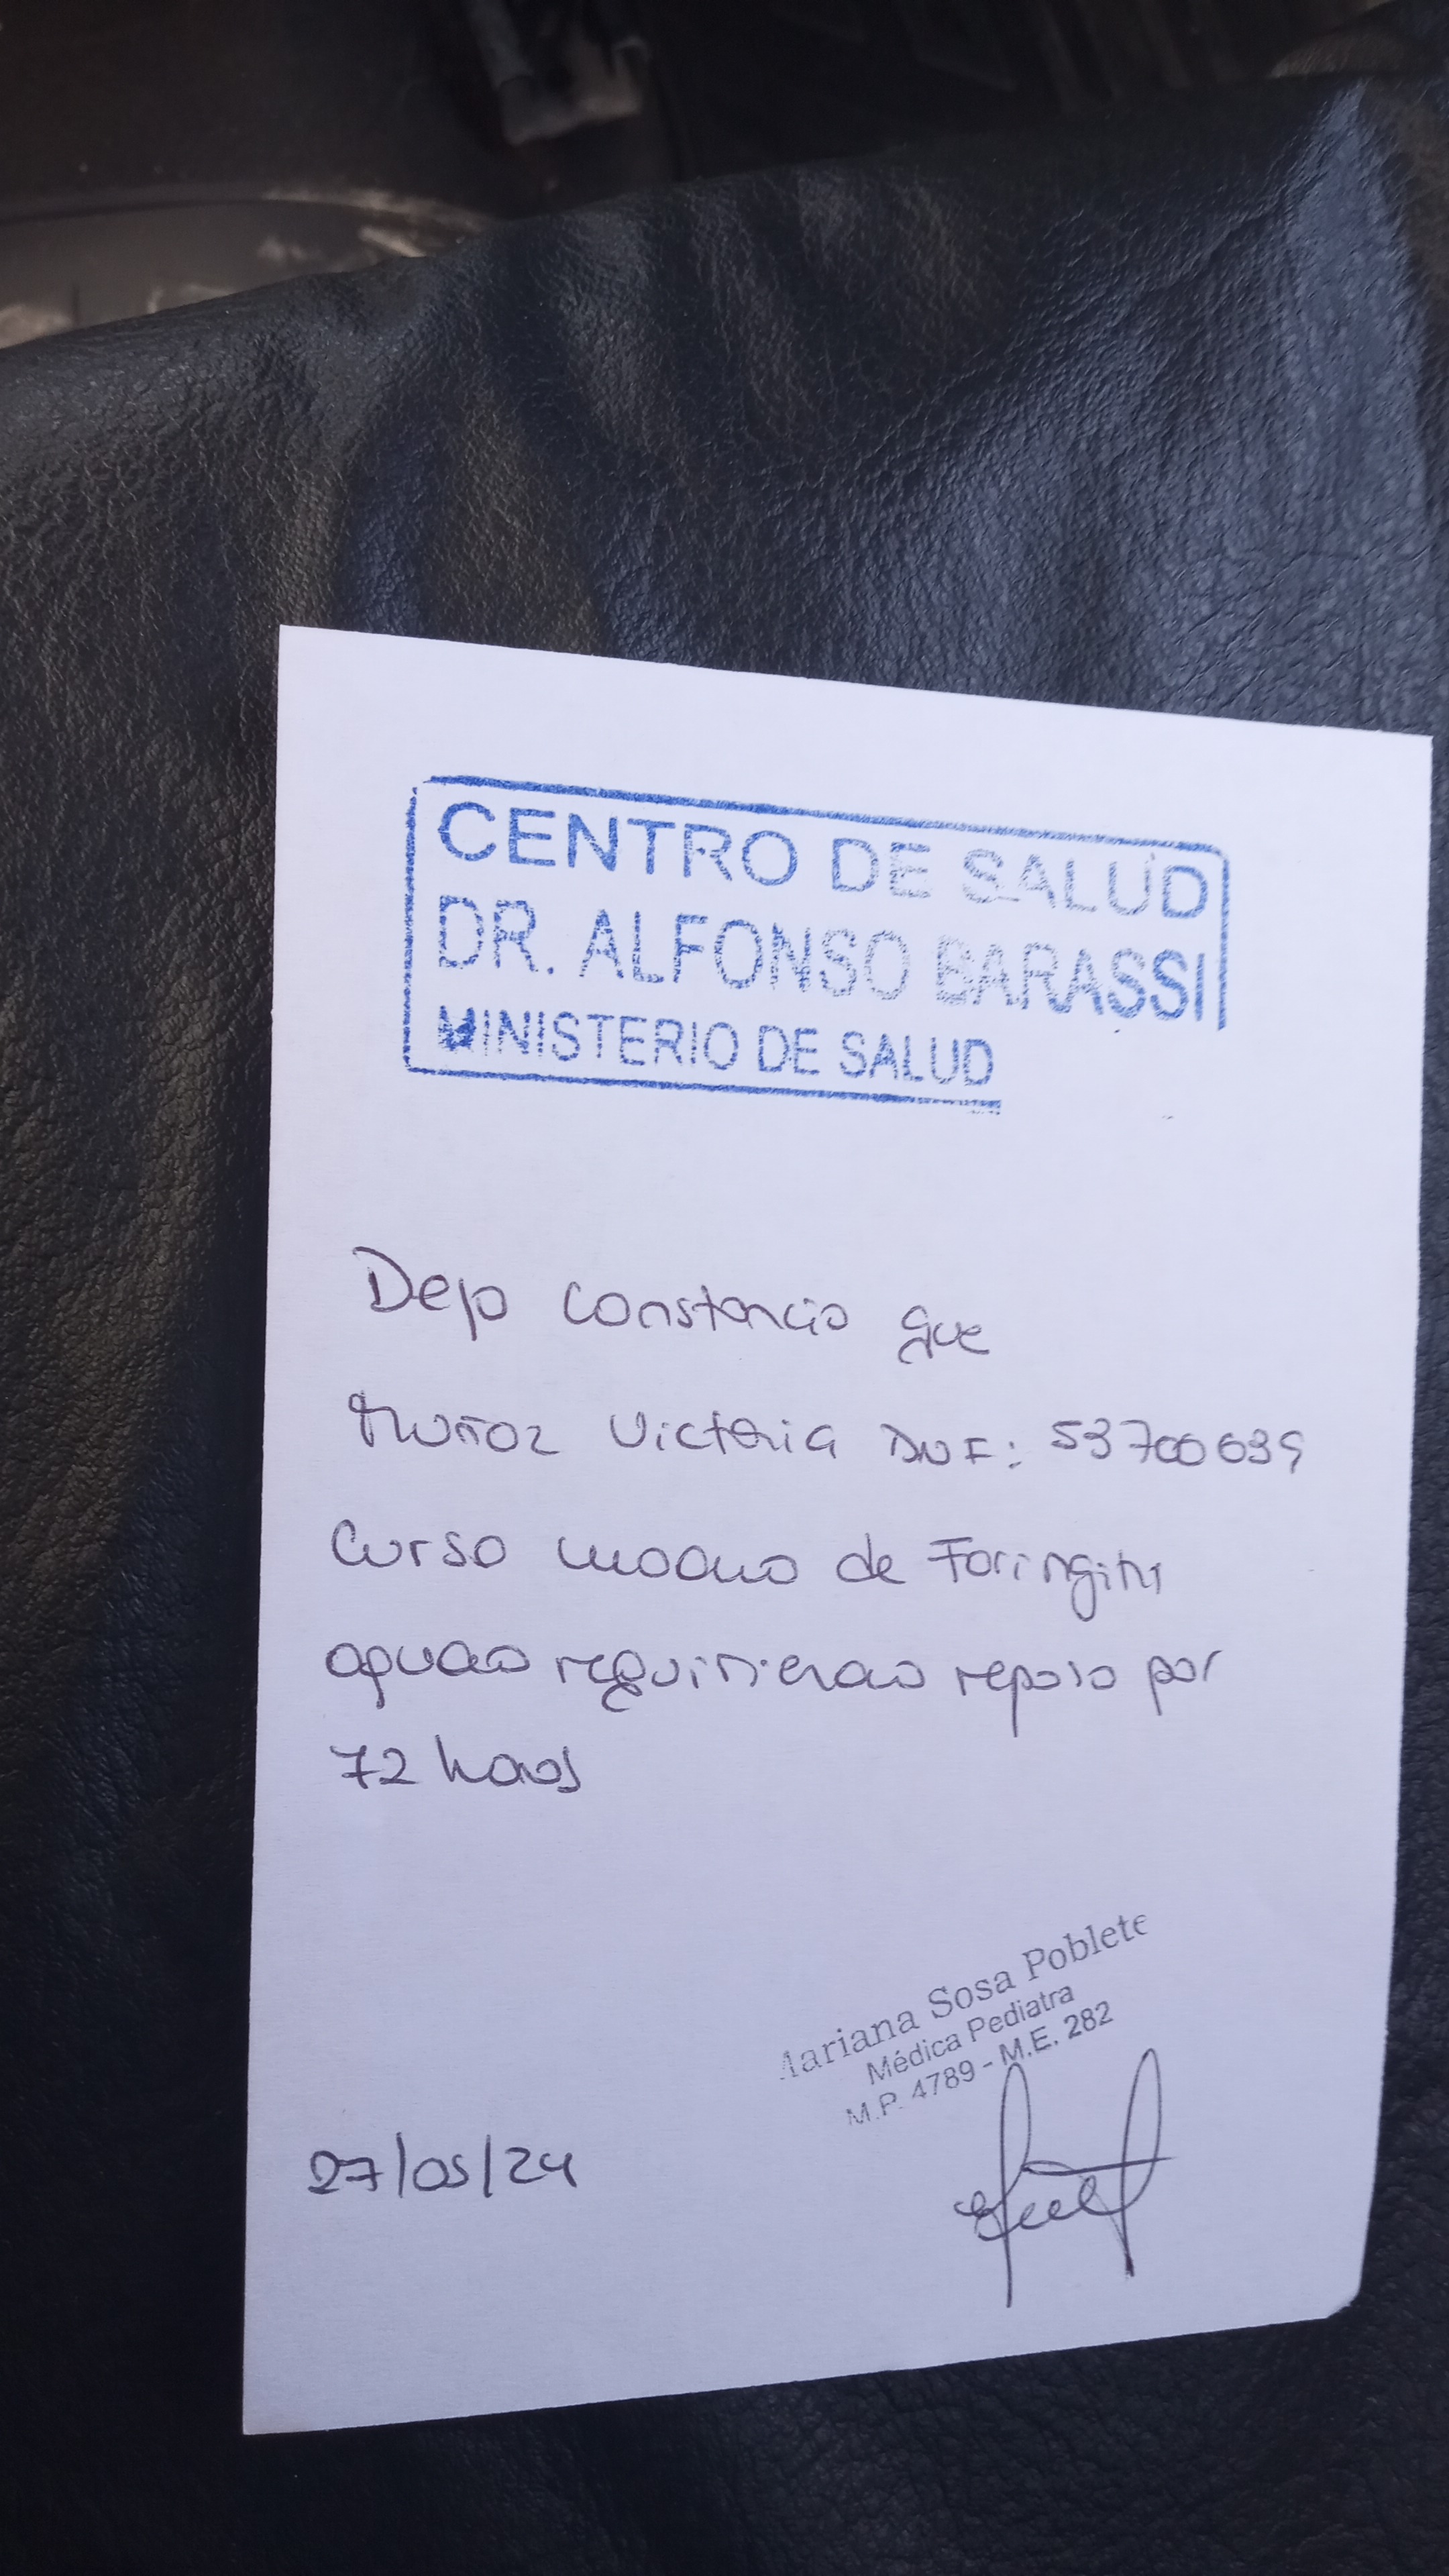 CENTRO DE SALUD
DR. ALFONSO BARASSI
MINISTERIO DE SALUD
Dejo constancia que
Muñoz Victoria DNI: 53700639
Curso cuadro de Faringitis
aguda requiriendo reposo por
72 horas
Mariana Sosa Poblete
Médica Pediatra
M.P. 4789 - M.E. 282
27/05/24